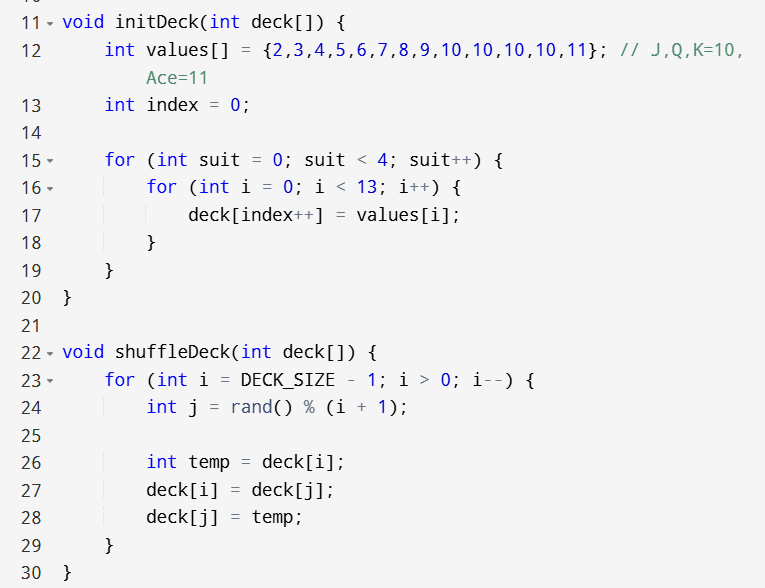 11 void initDeck(int deck[]) {
12     int values[] = {2,3,4,5,6,7,8,9,10,10,10,10,11}; // J,Q,K=10,
        Ace=11
13     int index = 0;
14
15     for (int suit = 0; suit < 4; suit++) {
16         for (int i = 0; i < 13; i++) {
17             deck[index++] = values[i];
18         }
19     }
20 }
21
22 void shuffleDeck(int deck[]) {
23     for (int i = DECK_SIZE - 1; i > 0; i--) {
24         int j = rand() % (i + 1);
25
26         int temp = deck[i];
27         deck[i] = deck[j];
28         deck[j] = temp;
29     }
30 }